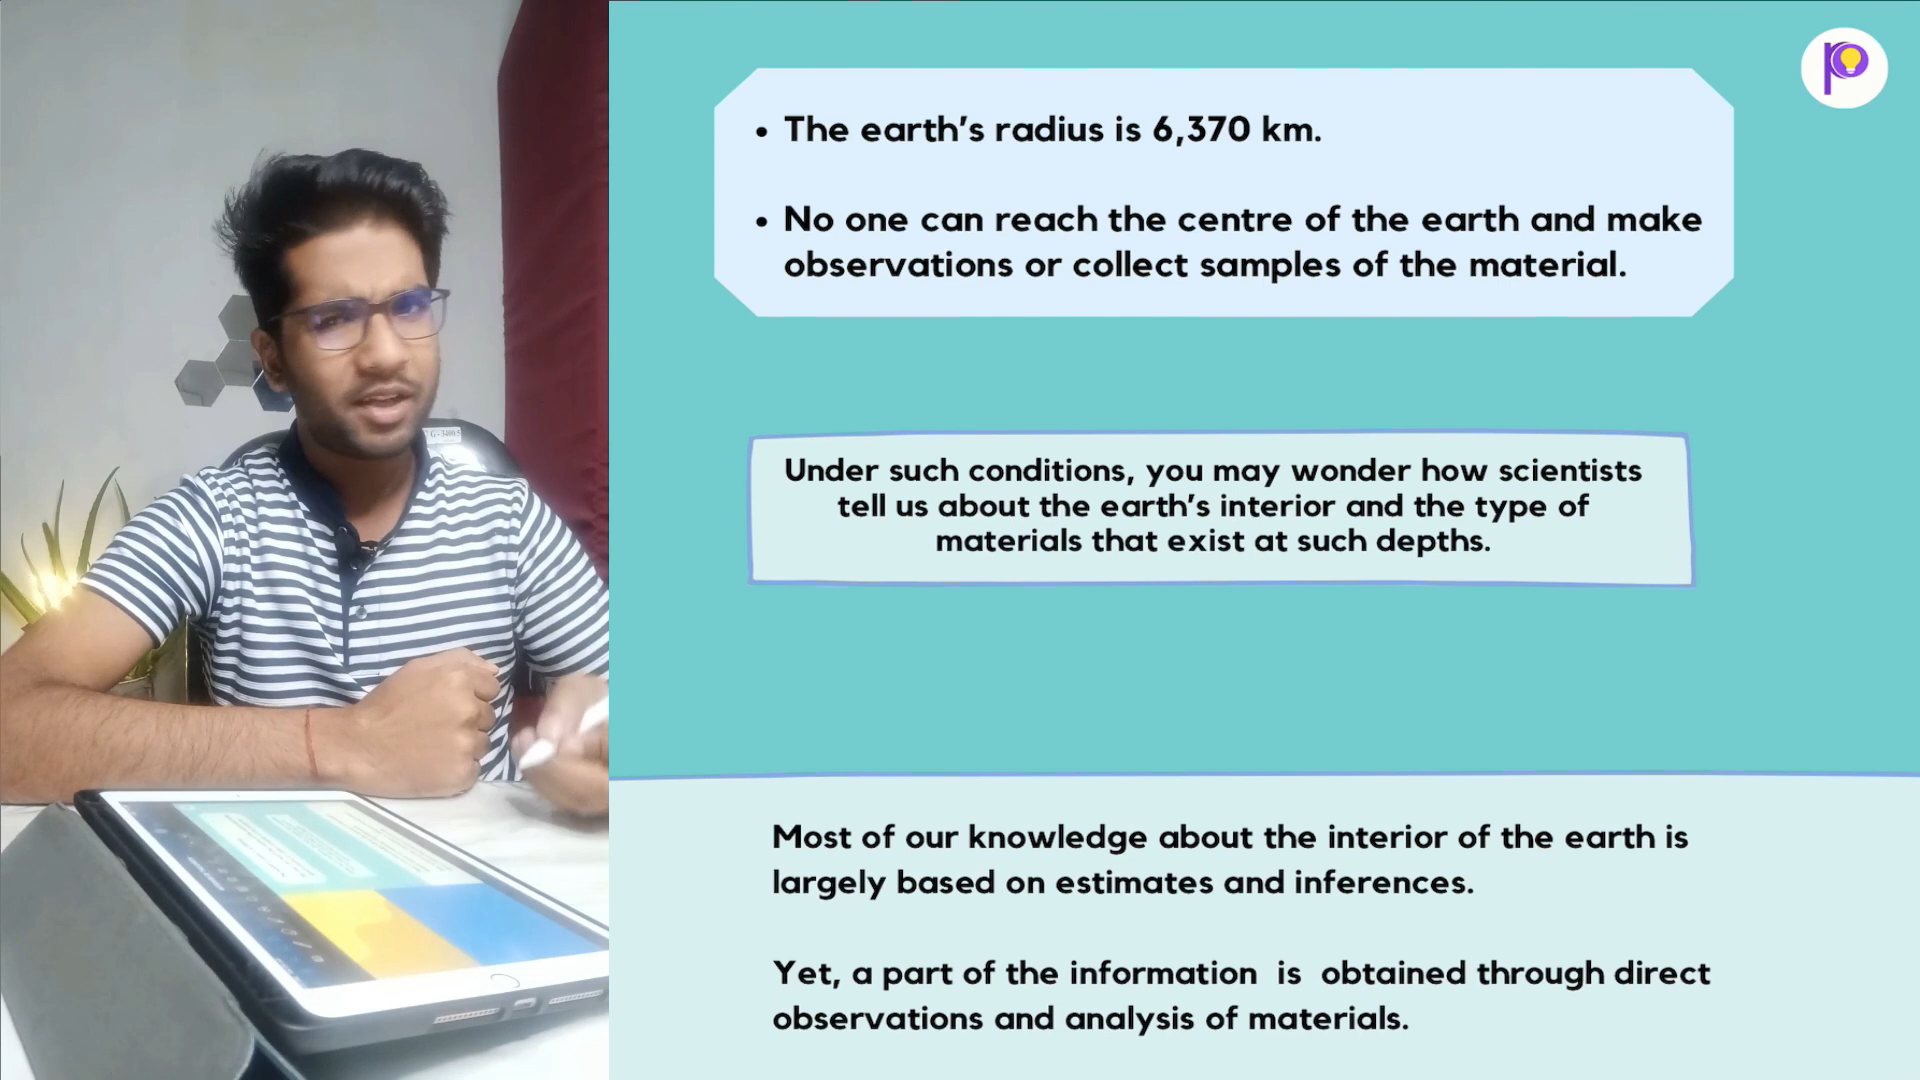 • The earth's radius is 6,370 km.
• No one can reach the centre of the earth and make
observations or collect samples of the material.
Under such conditions, you may wonder how scientists
tell us about the earth's interior and the type of
materials that exist at such depths.
Most of our knowledge about the interior of the earth is
largely based on estimates and inferences.
Yet, a part of the information is obtained through direct
observations and analysis of materials.